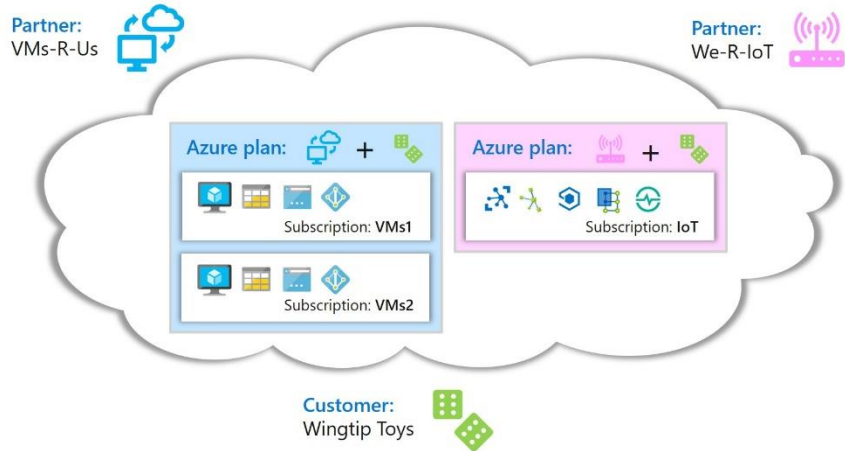 Partner:
VMs-R-Us
Partner:
We-R-IoT
Azure plan: +
Subscription: VMs1
Subscription: VMs2
Azure plan: +
Subscription: IoT
Customer:
Wingtip Toys